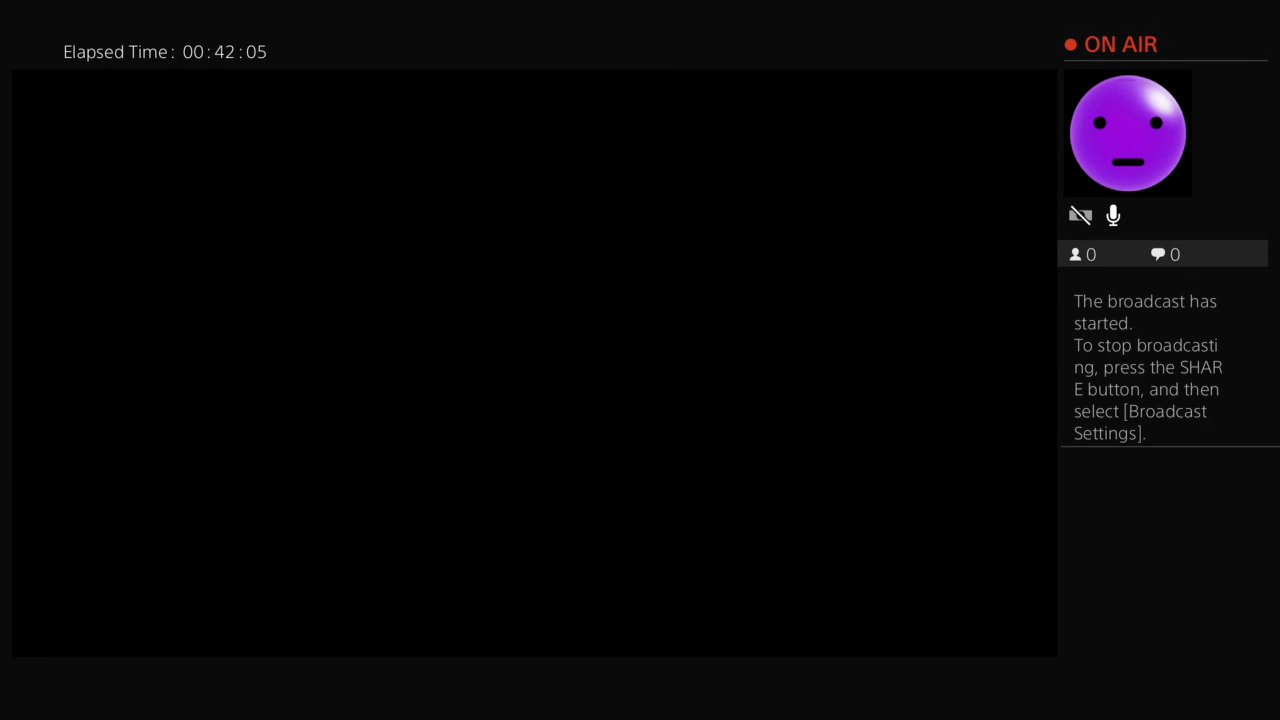 Elapsed Time: 00:42:05
ON AIR
0 0
The broadcast has
started.
To stop broadcasti
ng, press the SHAR
E button, and then
select [Broadcast
Settings].